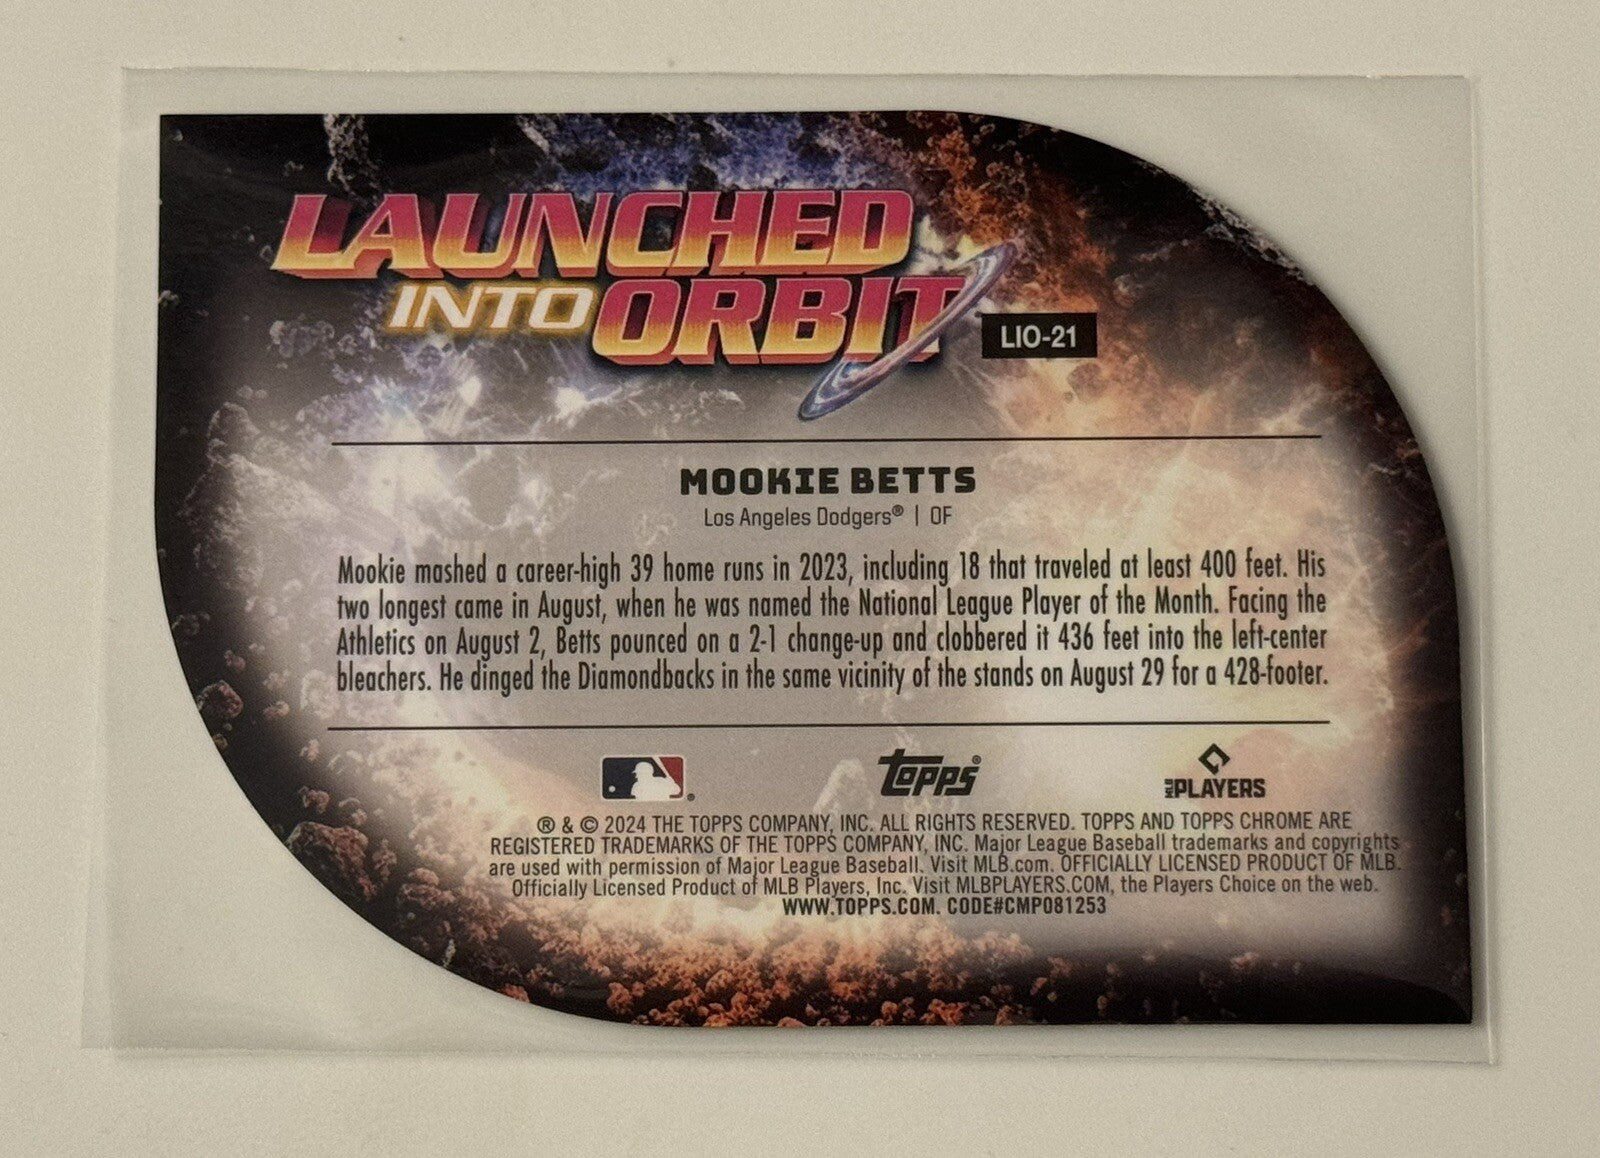 LAUNCHED
INTO ORBIT
LIO-21
MOOKIE BETTS
Los Angeles Dodgers® | OF
Mookie mashed a career-high 39 home runs in 2023, including 18 that traveled at least 400 feet. His
two longest came in August, when he was named the National League Player of the Month. Facing the
Athletics on August 2, Betts pounced on a 2-1 change-up and clobbered it 436 feet into the left-center
bleachers. He dinged the Diamondbacks in the same vicinity of the stands on August 29 for a 428-footer.
®
Topps®
MLB PLAYERS
® & © 2024 THE TOPPS COMPANY, INC. ALL RIGHTS RESERVED. TOPPS AND TOPPS CHROME ARE
REGISTERED TRADEMARKS OF THE TOPPS COMPANY, INC. Major League Baseball trademarks and copyrights
are used with permission of Major League Baseball. Visit MLB.com. OFFICIALLY LICENSED PRODUCT OF MLB.
Officially Licensed Product of MLB Players, Inc. Visit MLBPLAYERS.COM, the Players Choice on the web.
WWW.TOPPS.COM. CODE#CMP081253